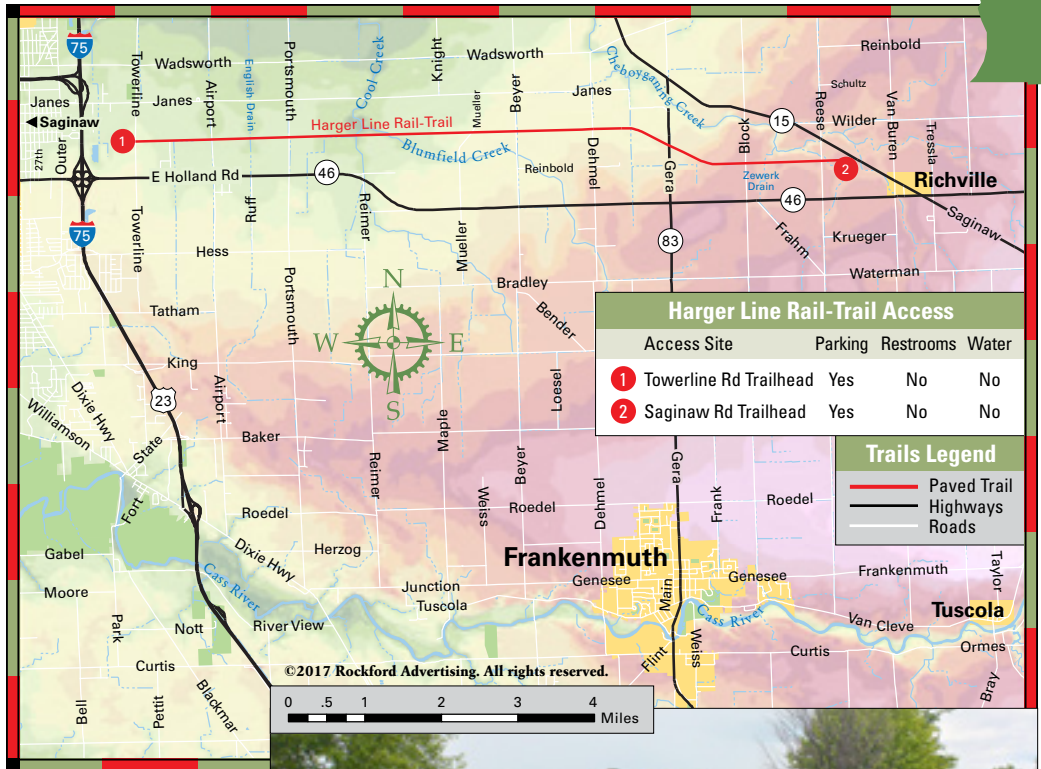 75
Reinbold
Towerline
Airport
Portsmouth
Cool Creek
Knight
Wadsworth
Wadsworth
English Drain
Beyer
Cheboyganing Creek
Schultz
Janes
Janes
Mueller
Janes
Reese
Van Buren
◄Saginaw
Harger Line Rail-Trail
15
Wilder
Block
Tressla
27th
Outer
1
Blumfield Creek
Dehmel
Reinbold
Gera
2
Zewerk
Drain
E Holland Rd
46
46
Richville
Ruff
Reimer
75
Towerline
Saginaw
Hess
Mueller
83
Frahm
Krueger
N
Waterman
Portsmouth
Bradley
Tatham
Bender
W
E
King
S
Harger Line Rail-Trail Access
Access Site Parking Restrooms Water
1 Towerline Rd Trailhead Yes No No
2 Saginaw Rd Trailhead Yes No No
Airport
Loesel
23
Dixie Hwy
Williamson
State
Baker
Maple
Trails Legend
Paved Trail
Highways
Roads
Reimer
Beyer
Gera
Weiss
Dehmel
Frank
Roedel
Fort
Roedel
Roedel
Dixie Hwy
Herzog
Frankenmuth
Gabel
Moore
Cass River
Junction
Tuscola
Genesee
Main
Genesee
Frankenmuth
Taylor
Cass River
Tuscola
Park
Nott
River View
Van Cleve
Weiss
Flint
Curtis
Ormes
Curtis
Bell
Pettit
Blackmar
Bray
©2017 Rockford Advertising. All rights reserved.
0 .5 1 2 3 4 Miles